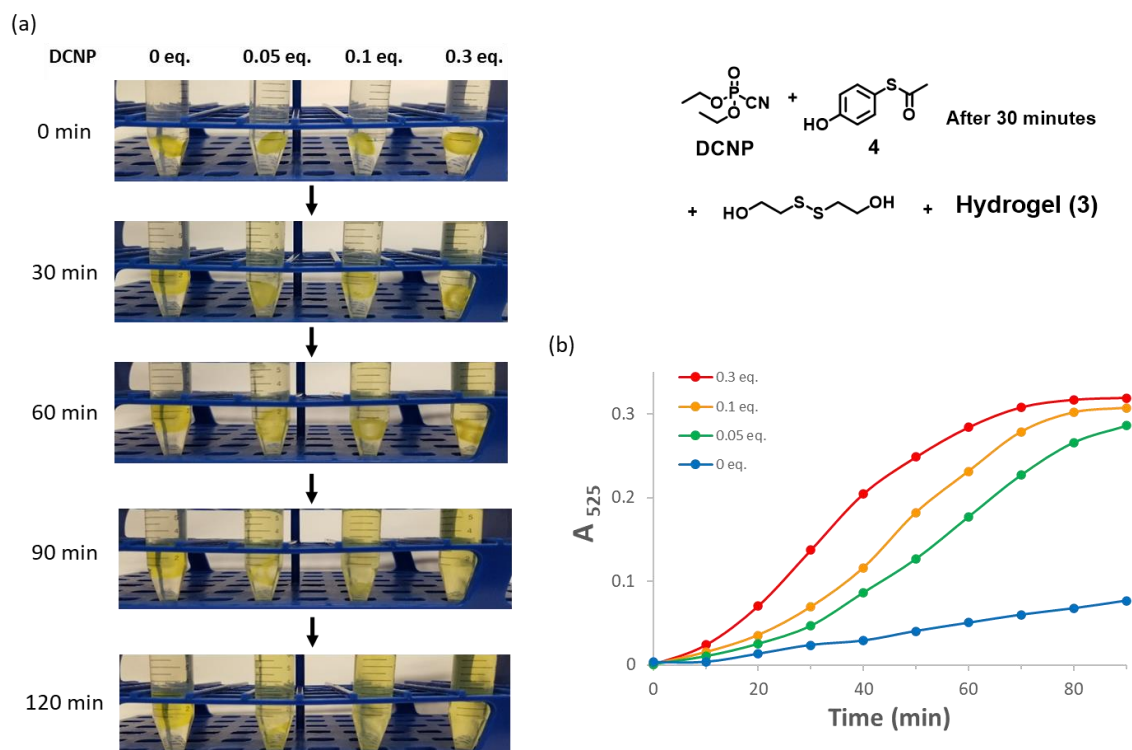 (a)
DCNP 0 eq. 0.05 eq. 0.1 eq. 0.3 eq.
0 min
30 min
60 min
90 min
120 min
O
P
O
CN
O
DCNP
+
S
O
HO
4
After 30 minutes
+
HO
S
S
OH
+
Hydrogel (3)
(b)
0.3 eq.
0.1 eq.
0.05 eq.
0 eq.
0.3
0.2
0.1
0
A 525
0 20 40 60 80
Time (min)